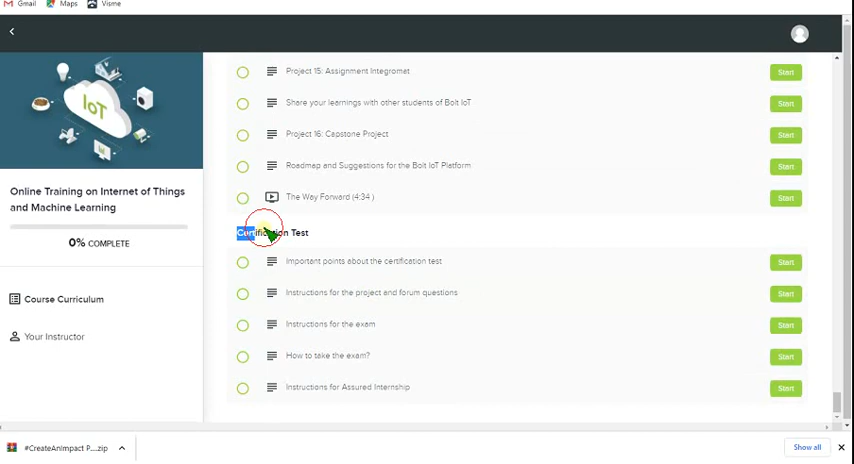 Gmail Maps Visme
IoT
Online Training on Internet of Things
and Machine Learning
0% COMPLETE
Course Curriculum
Your Instructor
Project 15: Assignment Integromat Start
Share your learnings with other students of Bolt IoT Start
Project 16: Capstone Project Start
Roadmap and Suggestions for the Bolt IoT Platform Start
The Way Forward (4:34 ) Start
Certification Test
Important points about the certification test Start
Instructions for the project and forum questions Start
Instructions for the exam Start
How to take the exam? Start
Instructions for Assured Internship Start
#CreateAnImpact P....zip Show all